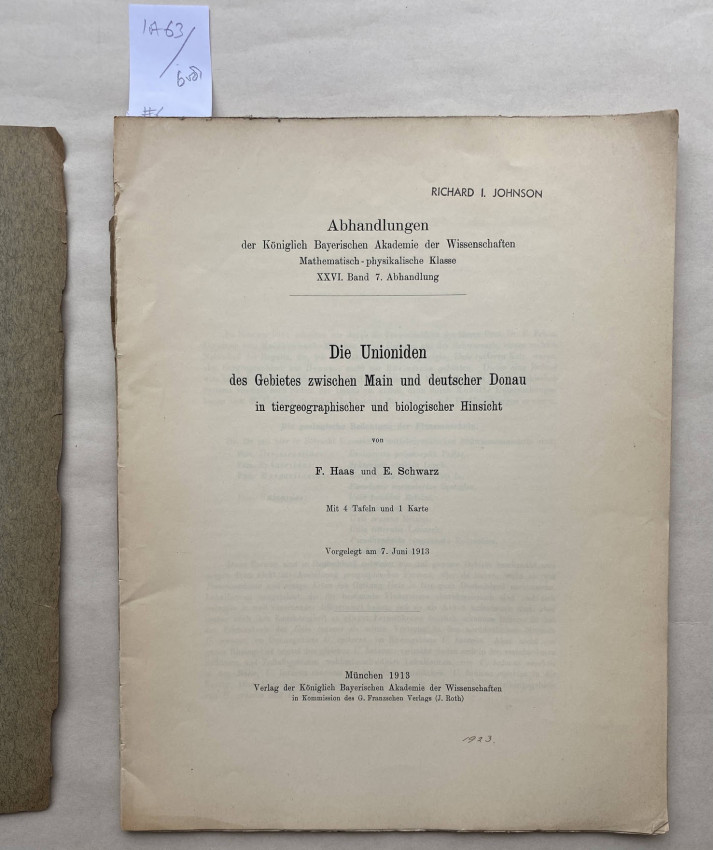 1A63
RICHARD I. JOHNSON
Abhandlungen
der Königlich Bayerischen Akademie der Wissenschaften
Mathematisch-physikalische Klasse
XXVI. Band 7. Abhandlung
Die Unioniden
des Gebietes zwischen Main und deutscher Donau
in tiergeographischer und biologischer Hinsicht
von
F. Haas und E. Schwarz
Mit 4 Tafeln und 1 Karte
Vorgelegt am 7. Juni 1913
München 1913
Verlag der Königlich Bayerischen Akademie der Wissenschaften
in Kommission des G. Franzschen Verlags (J. Roth)
1923.